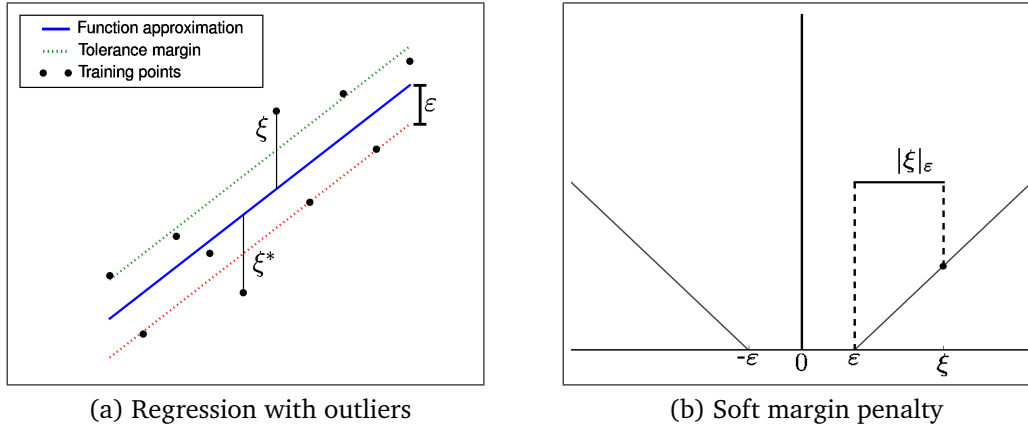 Function approximation
Tolerance margin
Training points
ξ
ε
ξ*
|ξ|ε
-ε
0
ε
ξ
(a) Regression with outliers
(b) Soft margin penalty